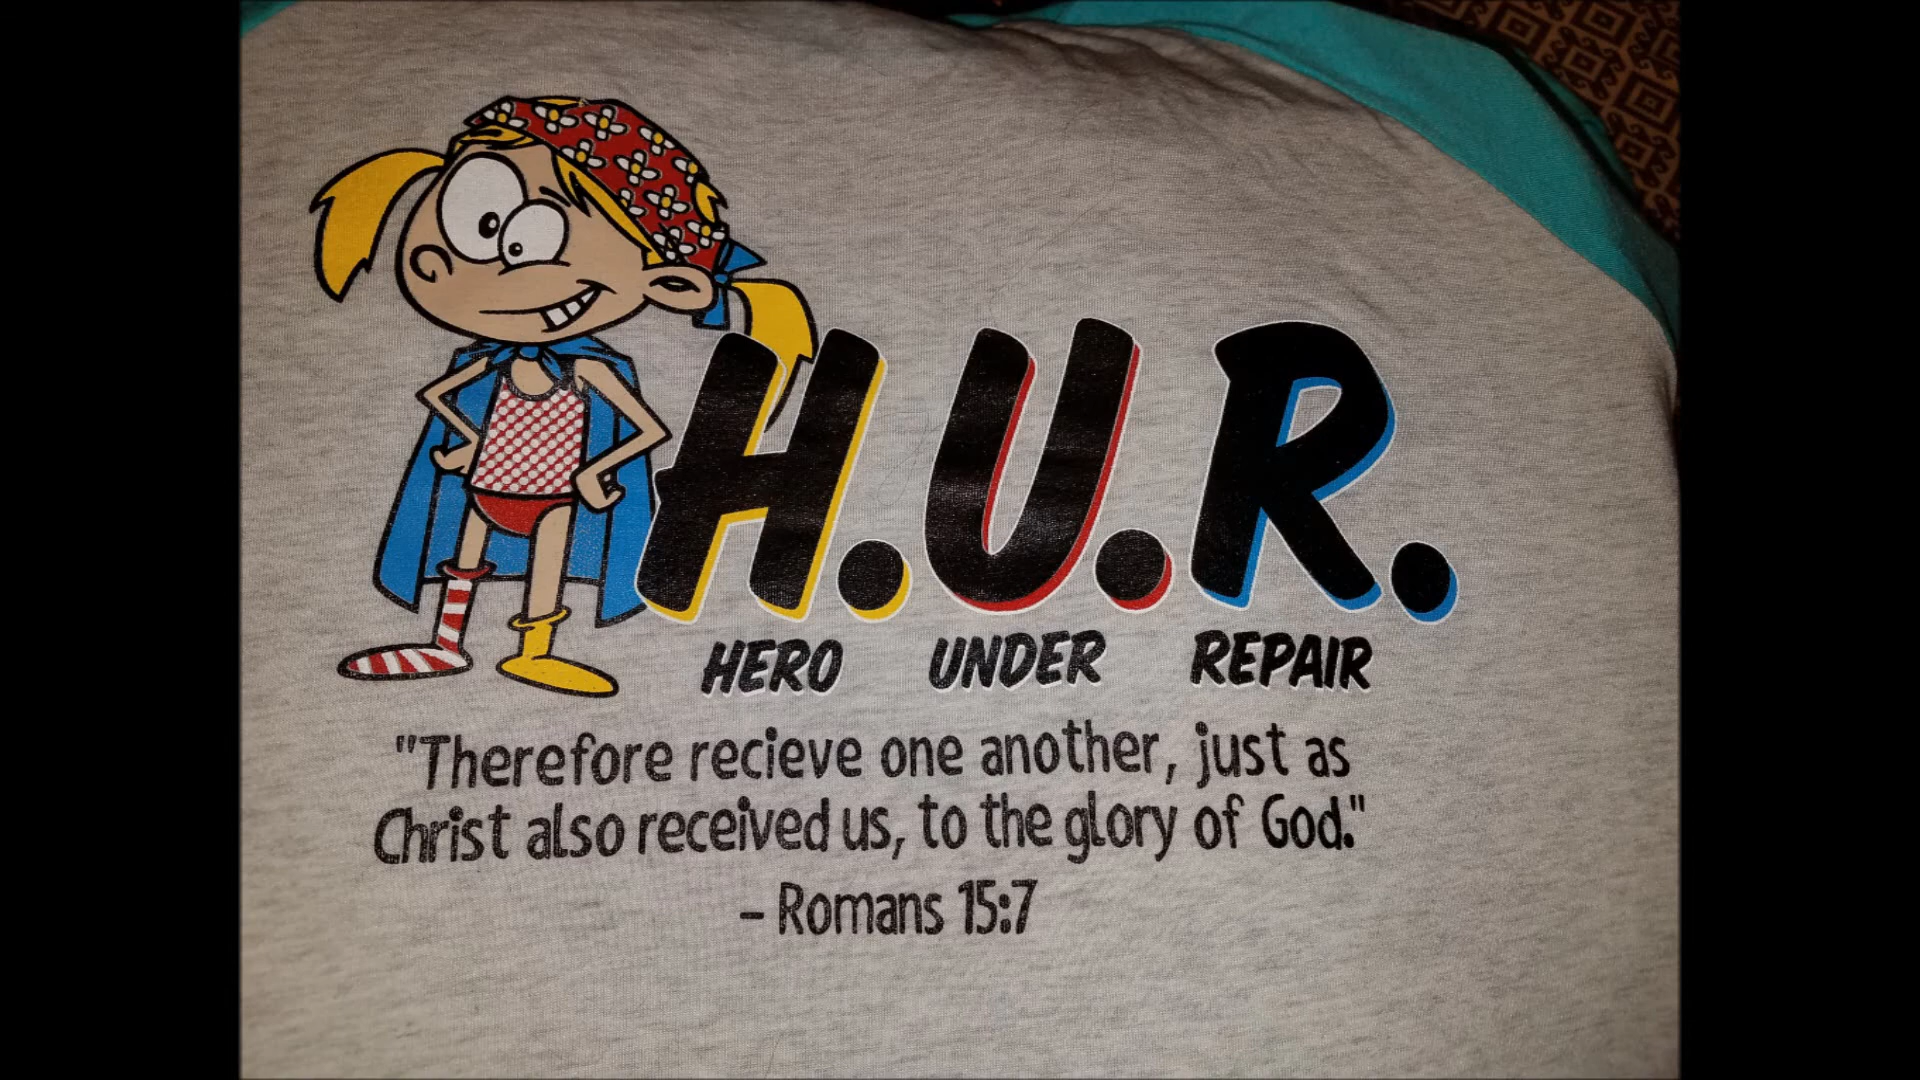 H.U.R.
HERO UNDER REPAIR
"Therefore recieve one another, just as
Christ also received us, to the glory of God."
- Romans 15:7